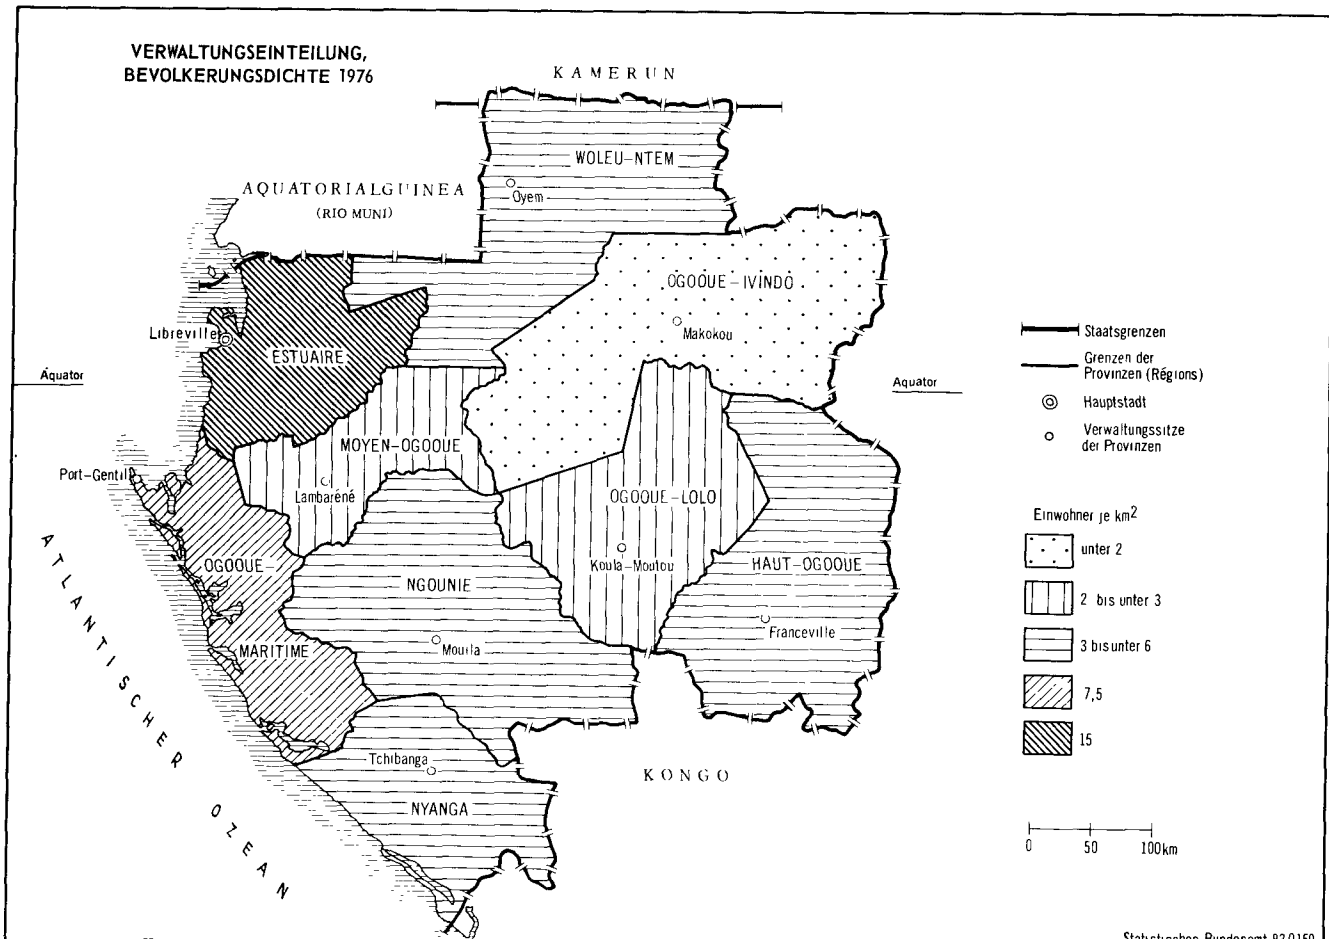 VERWALTUNGSEINTEILUNG,
BEVOLKERUNGSDICHTE 1976
KAMERUN
WOLEU-NTEM
Oyem
AQUATORIALGUINEA
(RIO MUNI)
OGOOUE-IVINDO
Makokou
Libreville
ESTUAIRE
Äquator
Äquator
MOYEN-OGOOUE
Lambaréné
Port-Gentil
OGOOUE-LOLO
Koula-Moutou
HAUT-OGOOUE
Franceville
OGOOUE-
MARITIME
NGOUNIE
Mouila
Tchibanga
NYANGA
KONGO
ATLANTISCHER OZEAN
Staatsgrenzen
Grenzen der
Provinzen (Régions)
Hauptstadt
Verwaltungssitze
der Provinzen
Einwohner je km²
unter 2
2 bis unter 3
3 bis unter 6
7,5
15
0 50 100km
Statistisches Bundesamt